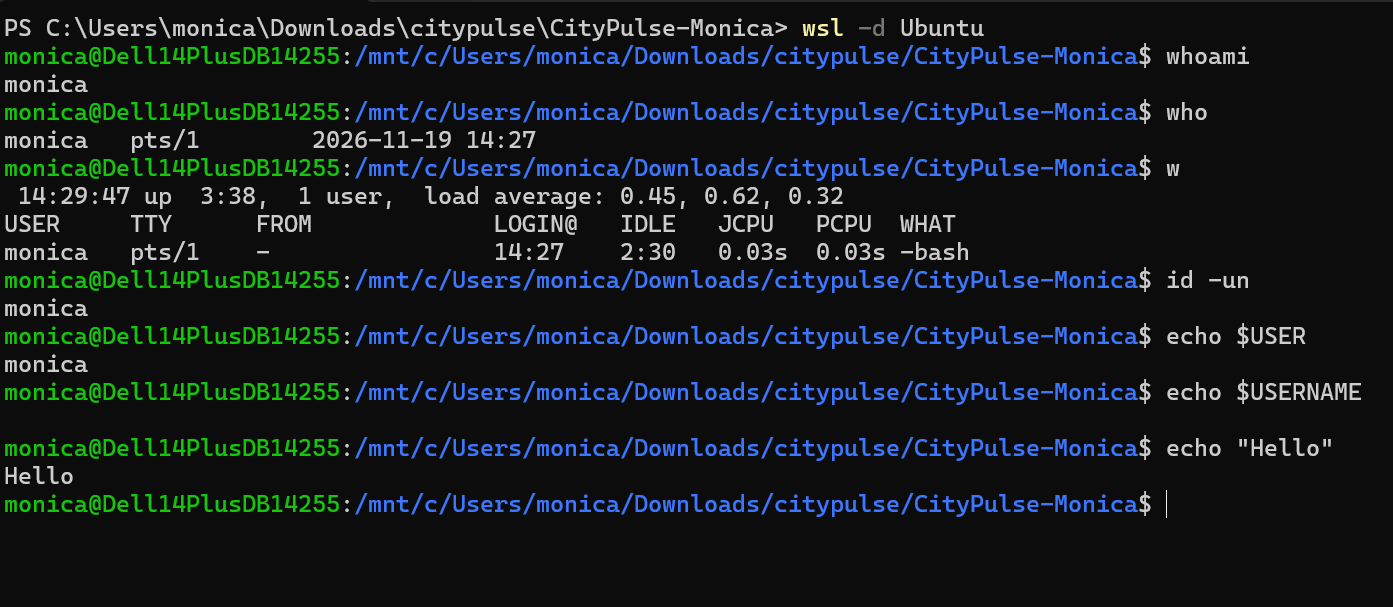 PS C:\Users\monica\Downloads\citypulse\CityPulse-Monica> wsl -d Ubuntu
monica@Dell14PlusDB14255:/mnt/c/Users/monica/Downloads/citypulse/CityPulse-Monica$ whoami
monica
monica@Dell14PlusDB14255:/mnt/c/Users/monica/Downloads/citypulse/CityPulse-Monica$ who
monica   pts/1        2026-11-19 14:27
monica@Dell14PlusDB14255:/mnt/c/Users/monica/Downloads/citypulse/CityPulse-Monica$ w
 14:29:47 up  3:38,  1 user,  load average: 0.45, 0.62, 0.32
USER     TTY      FROM             LOGIN@   IDLE   JCPU   PCPU  WHAT
monica   pts/1    -                14:27    2:30   0.03s  0.03s -bash
monica@Dell14PlusDB14255:/mnt/c/Users/monica/Downloads/citypulse/CityPulse-Monica$ id -un
monica
monica@Dell14PlusDB14255:/mnt/c/Users/monica/Downloads/citypulse/CityPulse-Monica$ echo $USER
monica
monica@Dell14PlusDB14255:/mnt/c/Users/monica/Downloads/citypulse/CityPulse-Monica$ echo $USERNAME

monica@Dell14PlusDB14255:/mnt/c/Users/monica/Downloads/citypulse/CityPulse-Monica$ echo "Hello"
Hello
monica@Dell14PlusDB14255:/mnt/c/Users/monica/Downloads/citypulse/CityPulse-Monica$